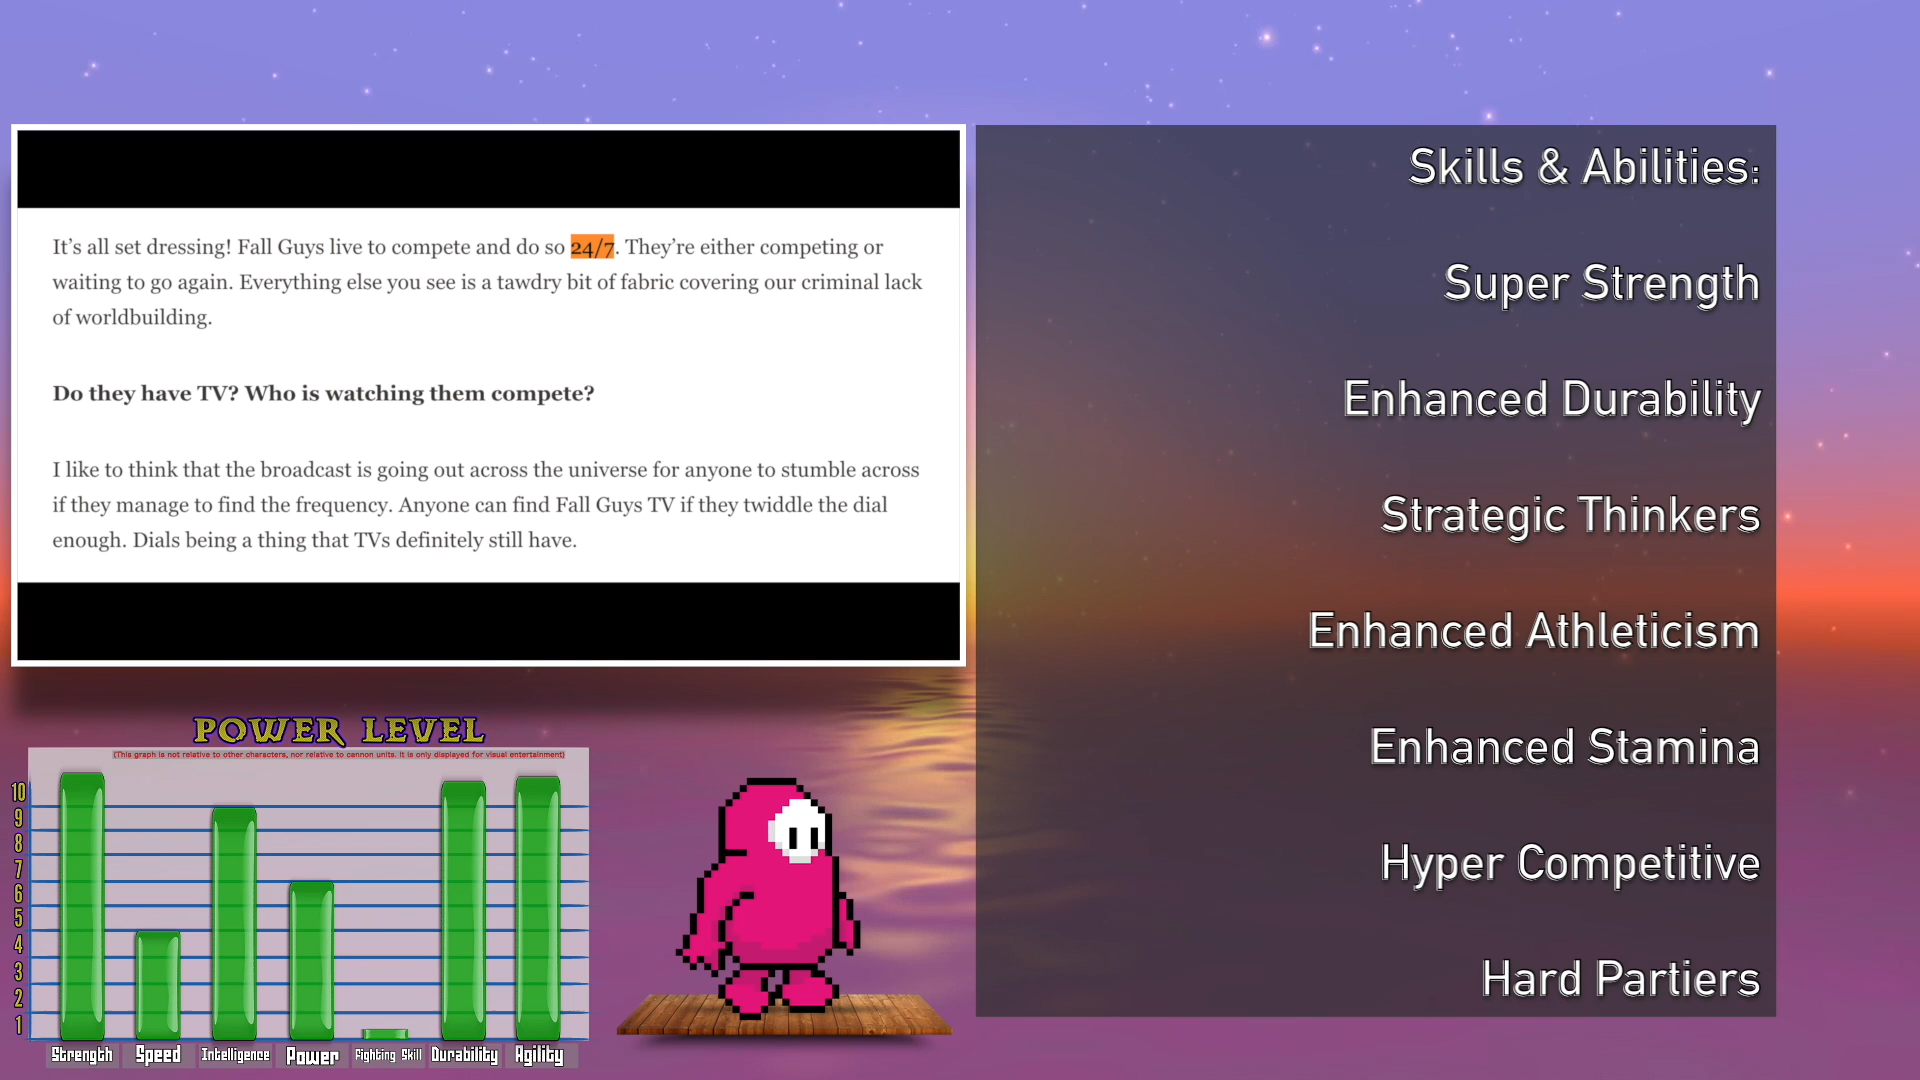 It’s all set dressing! Fall Guys live to compete and do so 24/7. They’re either competing or
waiting to go again. Everything else you see is a tawdry bit of fabric covering our criminal lack
of worldbuilding.
Do they have TV? Who is watching them compete?
I like to think that the broadcast is going out across the universe for anyone to stumble across
if they manage to find the frequency. Anyone can find Fall Guys TV if they twiddle the dial
enough. Dials being a thing that TVs definitely still have.
Skills & Abilities:
Super Strength
Enhanced Durability
Strategic Thinkers
Enhanced Athleticism
Enhanced Stamina
Hyper Competitive
Hard Partiers
POWER LEVEL
(This graph is not relative to other characters, nor relative to cannon units. It is only displayed for visual entertainment)
10
9
8
7
6
5
4
3
2
1
Strength Speed Intelligence Power Fighting Skill Durability Agility